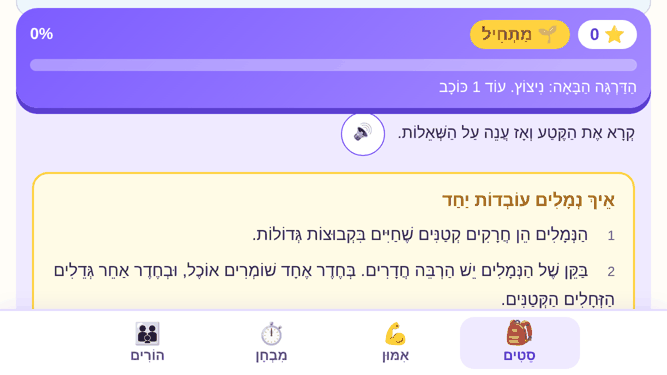 ⭐ 0 🌱 מַתְחִיל 0%
הַדַּרְגָּה הַבָּאָה: נִיצוֹץ. עוֹד 1 כּוֹכָב
קְרָא אֶת הַקֶּטַע וְאָז עֲנֵה עַל הַשְּׁאֵלוֹת.
אֵיךְ נְמָלִים עוֹבְדוֹת יַחַד
1 הַנְּמָלִים הֵן חֲרָקִים קְטַנִּים שֶׁחַיִּים בִּקְבוּצוֹת גְּדוֹלוֹת.
2 בַּקֵּן שֶׁל הַנְּמָלִים יֵשׁ הַרְבֵּה חֲדָרִים. בְּחֶדֶר אֶחָד שׁוֹמְרִים אוֹכֶל, וּבְחֶדֶר אַחֵר גְּדֵלִים
הַזְּחָלִים הַקְּטַנִּים.
סֵטִים אִמּוּן מִבְחָן הוֹרִים